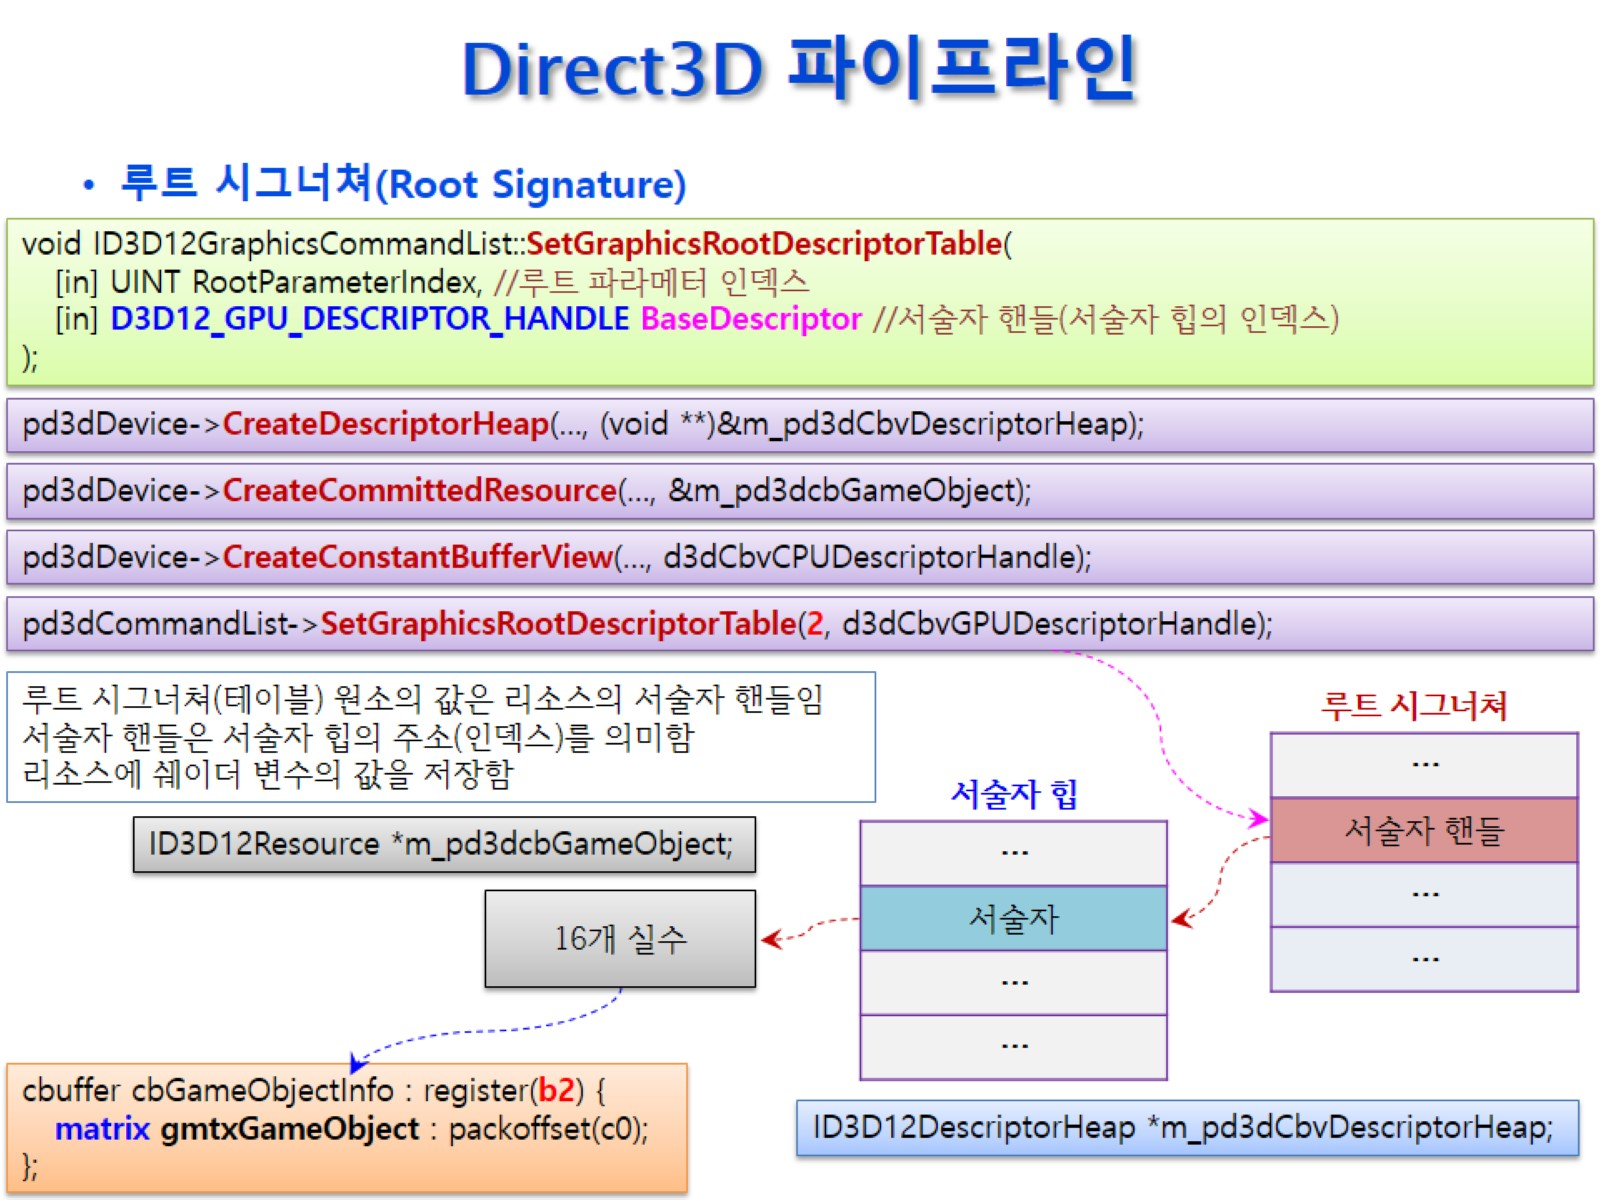 Direct3D 파이프라인
• 루트 시그너쳐(Root Signature)
void ID3D12GraphicsCommandList::SetGraphicsRootDescriptorTable(
[in] UINT RootParameterIndex, //루트 파라메터 인덱스
[in] D3D12_GPU_DESCRIPTOR_HANDLE BaseDescriptor //서술자 핸들(서술자 힙의 인덱스)
);
pd3dDevice->CreateDescriptorHeap(..., (void **)&m_pd3dCbvDescriptorHeap);
pd3dDevice->CreateCommittedResource(..., &m_pd3dcbGameObject);
pd3dDevice->CreateConstantBufferView(..., d3dCbvCPUDescriptorHandle);
pd3dCommandList->SetGraphicsRootDescriptorTable(2, d3dCbvGPUDescriptorHandle);
루트 시그너쳐(테이블) 원소의 값은 리소스의 서술자 핸들임
서술자 핸들은 서술자 힙의 주소(인덱스)를 의미함
리소스에 쉐이더 변수의 값을 저장함
루트 시그너쳐
...
서술자 핸들
...
...
서술자 힙
...
서술자
...
...
ID3D12Resource *m_pd3dcbGameObject;
16개 실수
cbuffer cbGameObjectInfo : register(b2) {
matrix gmtxGameObject : packoffset(c0);
};
ID3D12DescriptorHeap *m_pd3dCbvDescriptorHeap;